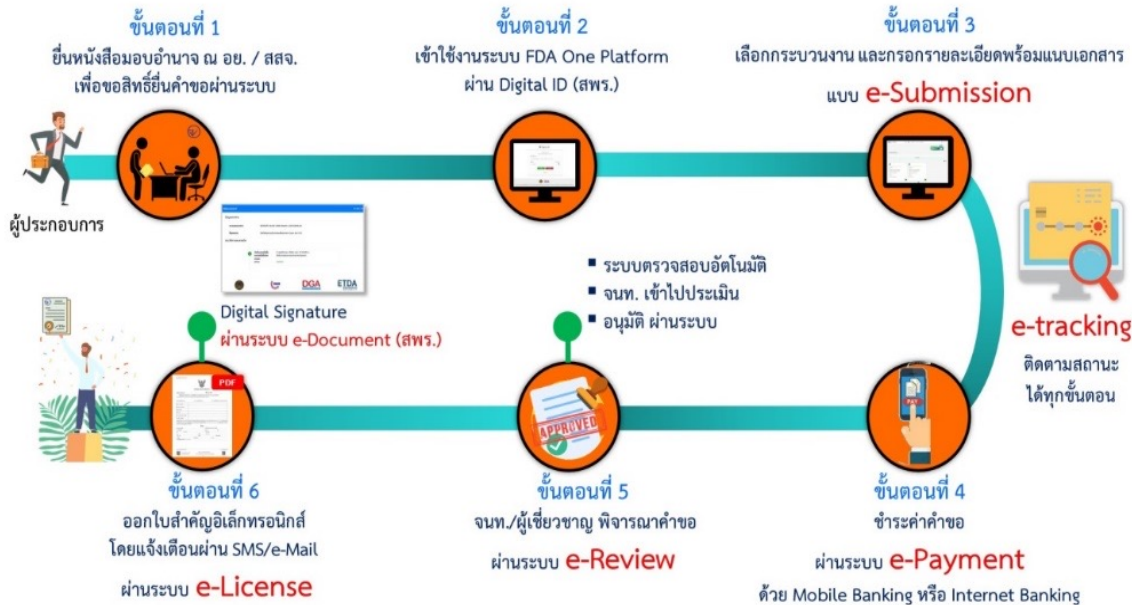 ขั้นตอนที่ 1
ยื่นหนังสือมอบอำนาจ ณ อย. / สสจ.
เพื่อขอสิทธิ์ยื่นคำขอผ่านระบบ
ขั้นตอนที่ 2
เข้าใช้งานระบบ FDA One Platform
ผ่าน Digital ID (สพร.)
ขั้นตอนที่ 3
เลือกกระบวนงาน และกรอกรายละเอียดพร้อมแนบเอกสาร
แบบ e-Submission
ผู้ประกอบการ
e-tracking
ติดตามสถานะ
ได้ทุกขั้นตอน
DGA
ETDA
Digital Signature
ผ่านระบบ e-Document (สพร.)
▪ ระบบตรวจสอบอัตโนมัติ
▪ จนท. เข้าไปประเมิน
▪ อนุมัติ ผ่านระบบ
PDF
APPROVED
PAY
ขั้นตอนที่ 6
ออกใบสำคัญอิเล็กทรอนิกส์
โดยแจ้งเตือนผ่าน SMS/e-Mail
ผ่านระบบ e-License
ขั้นตอนที่ 5
จนท./ผู้เชี่ยวชาญ พิจารณาคำขอ
ผ่านระบบ e-Review
ขั้นตอนที่ 4
ชำระค่าคำขอ
ผ่านระบบ e-Payment
ด้วย Mobile Banking หรือ Internet Banking